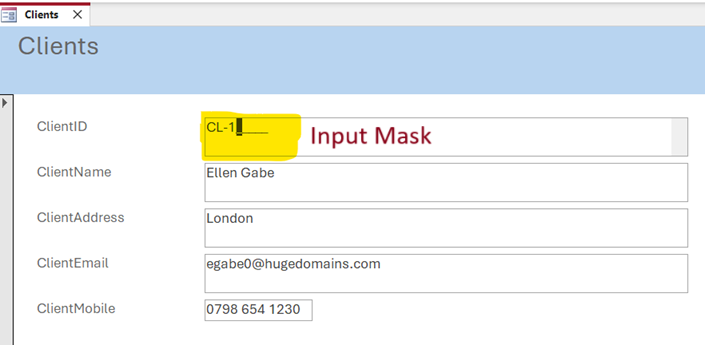 Clients
Clients
ClientID CL-1_____ Input Mask
ClientName Ellen Gabe
ClientAddress London
ClientEmail egabe0@hugedomains.com
ClientMobile 0798 654 1230